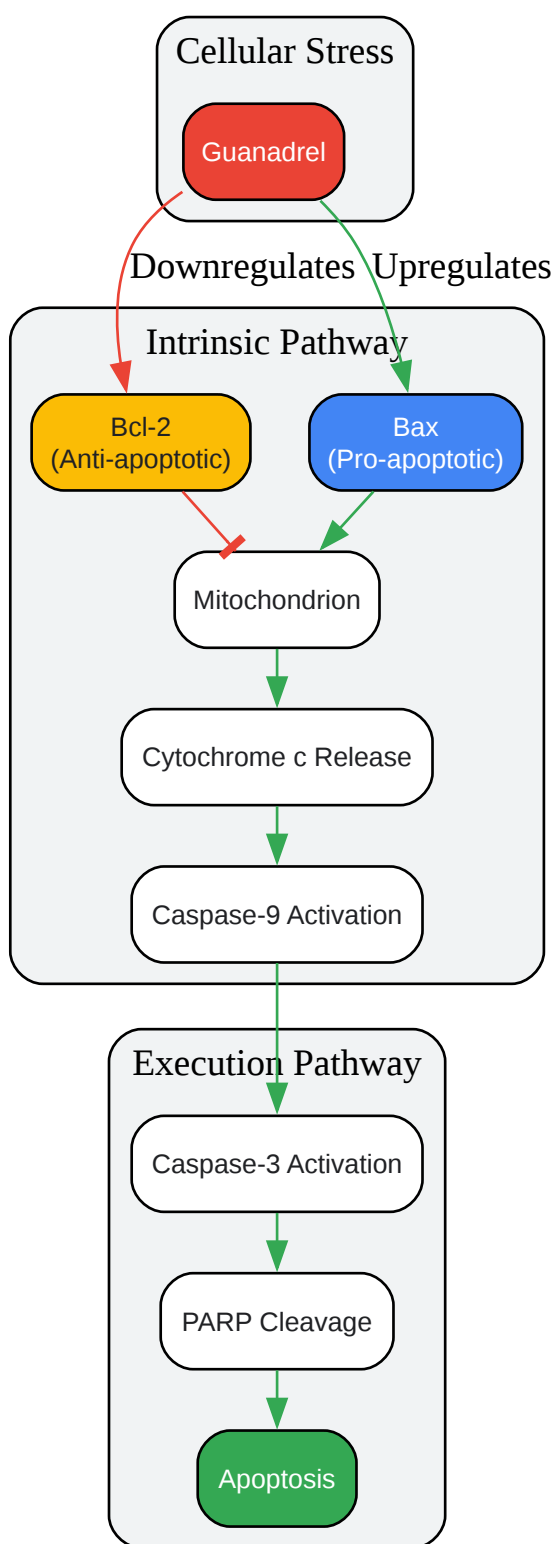 Cellular Stress
Guanadrel
Downregulates
Upregulates
Intrinsic Pathway
Bcl-2
(Anti-apoptotic)
Bax
(Pro-apoptotic)
Mitochondrion
Cytochrome c Release
Caspase-9 Activation
Execution Pathway
Caspase-3 Activation
PARP Cleavage
Apoptosis